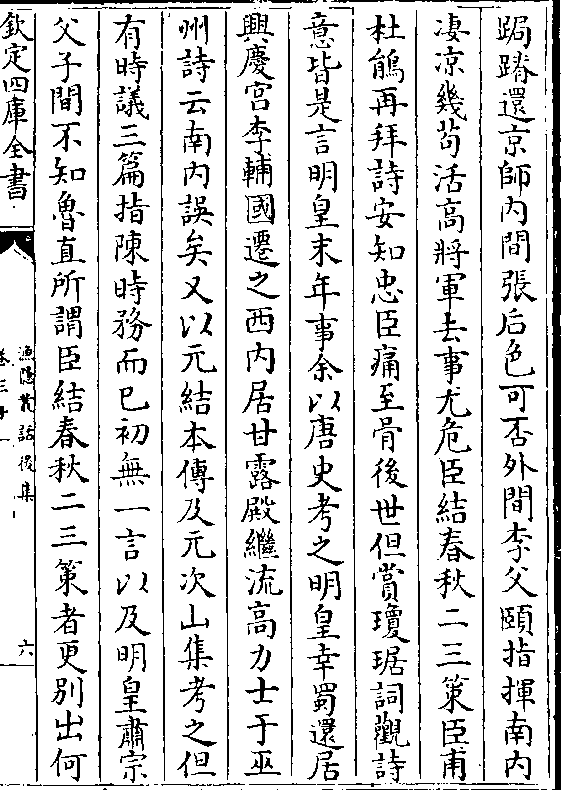 跼蹐還京師内間張后色可否外間李父頤指揮南内
凄凉幾苟活高將軍去事尤危臣結春秋二三策臣甫
杜鵑再拜詩安知忠臣痛至骨後世但賞瓊琚詞觀詩
意皆是言明皇末年事余以唐史考之明皇幸蜀還居
興慶宫李輔國遷之西内居甘露殿繼流高力士于巫
州詩云南内誤矣又以元結本傳及元次山集考之但
有時議三篇指陳時務而已初無一言以及明皇肅宗
父子間不知魯直所謂臣結春秋二三策者更别出何
欽定四庫全書
漁隱叢話後集
卷三十一
六